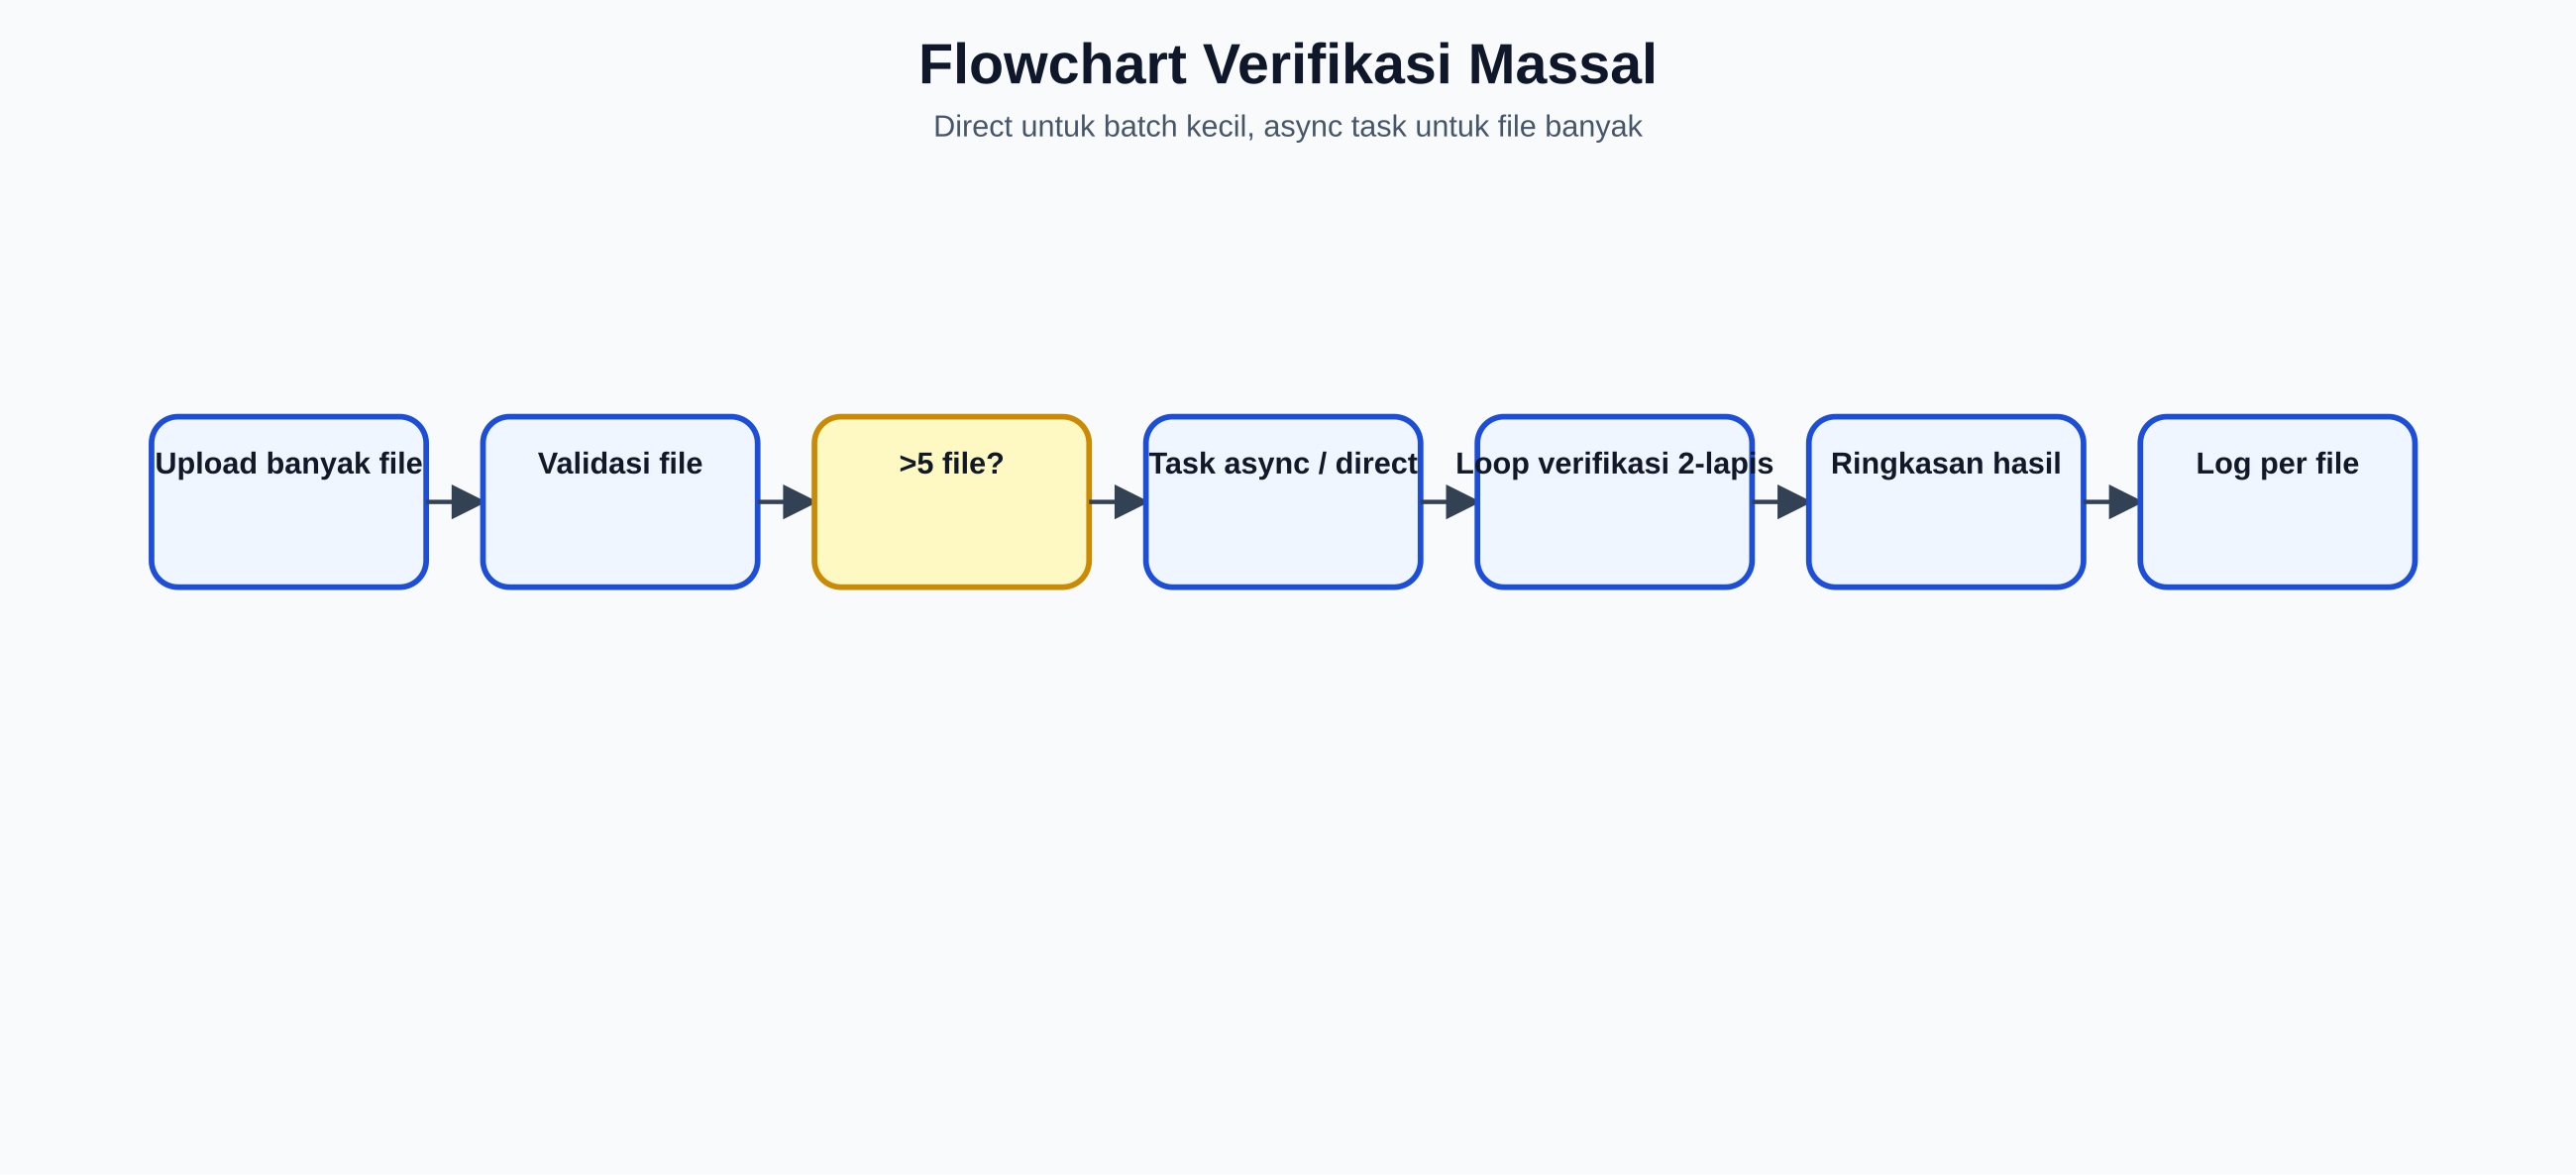 Flowchart Verifikasi Massal
Direct untuk batch kecil, async task untuk file banyak
Upload banyak file
Validasi file
>5 file?
Task async / direct
Loop verifikasi 2-lapis
Ringkasan hasil
Log per file